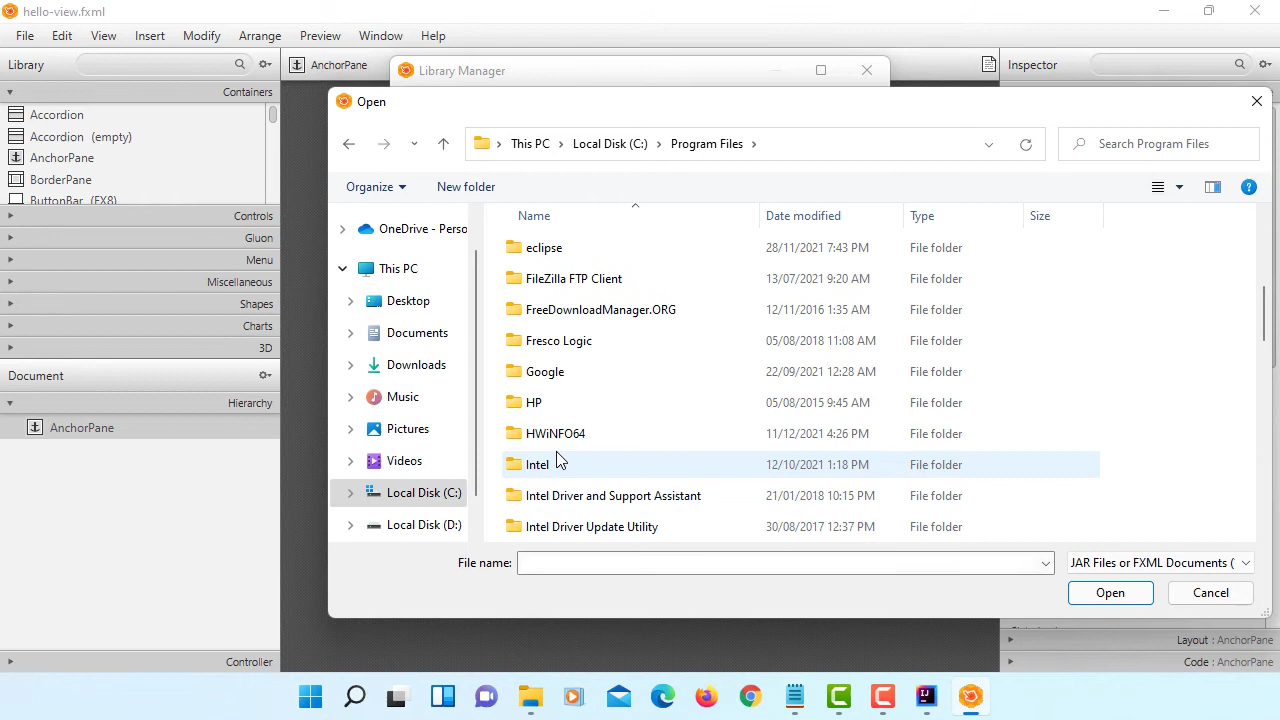 hello-view.fxml
File Edit View Insert Modify Arrange Preview Window Help
Library
AnchorPane
Library Manager
Inspector
Containers
Accordion
Accordion (empty)
AnchorPane
BorderPane
ButtonBar (FX8)
Controls
Gluon
Menu
Miscellaneous
Shapes
Charts
3D
Document
Hierarchy
AnchorPane
Controller
Open
This PC > Local Disk (C:) > Program Files >
Search Program Files
Organize
New folder
OneDrive - Perso
This PC
Desktop
Documents
Downloads
Music
Pictures
Videos
Local Disk (C:)
Local Disk (D:)
Name Date modified Type Size
eclipse 28/11/2021 7:43 PM File folder
FileZilla FTP Client 13/07/2021 9:20 AM File folder
FreeDownloadManager.ORG 12/11/2016 1:35 AM File folder
Fresco Logic 05/08/2018 11:08 AM File folder
Google 22/09/2021 12:28 AM File folder
HP 05/08/2015 9:45 AM File folder
HWiNFO64 11/12/2021 4:26 PM File folder
Intel 12/10/2021 1:18 PM File folder
Intel Driver and Support Assistant 21/01/2018 10:15 PM File folder
Intel Driver Update Utility 30/08/2017 12:37 PM File folder
File name:
JAR Files or FXML Documents (
Open
Cancel
Layout : AnchorPane
Code : AnchorPane